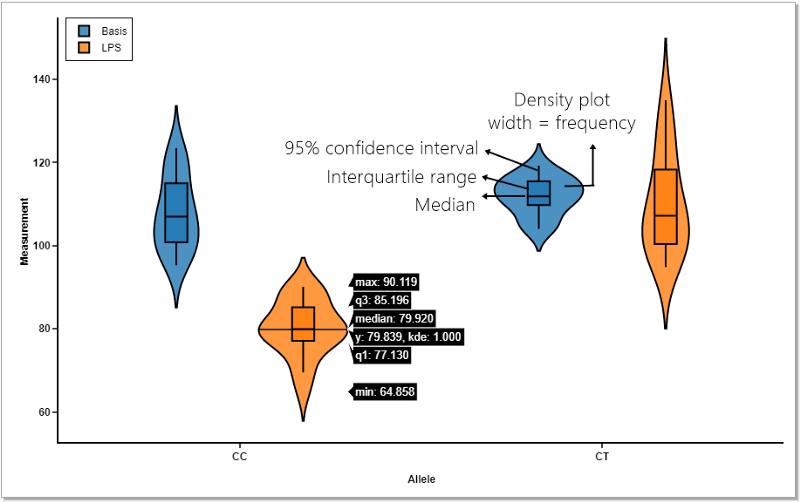 Basis
LPS
Measurement
140
120
100
80
60
Density plot
width = frequency
95% confidence interval
Interquartile range
Median
max: 90.119
q3: 85.196
median: 79.920
y: 79.839, kde: 1.000
q1: 77.130
min: 64.858
CC
CT
Allele